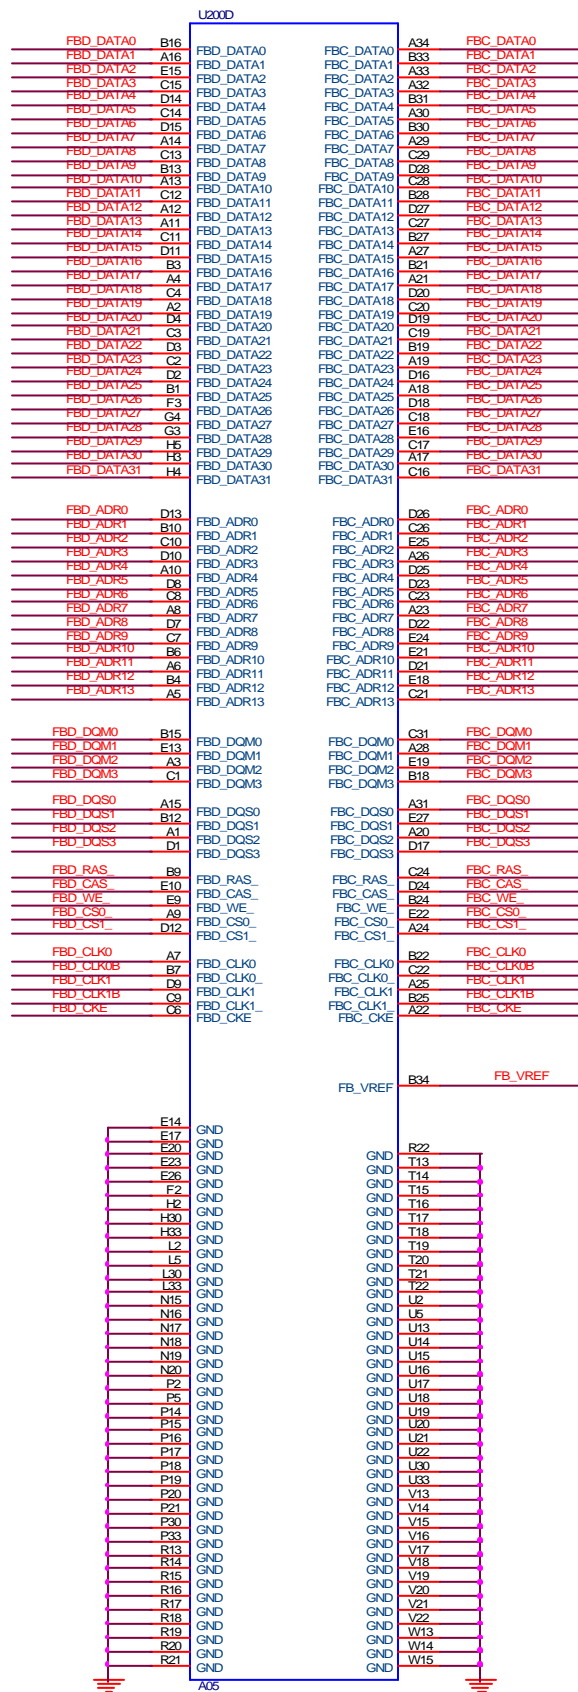 U200D
FBD_DATA0 B16 FBD_DATA0 FBC_DATA0 A34 FBC_DATA0
FBD_DATA1 A16 FBD_DATA1 FBC_DATA1 B33 FBC_DATA1
FBD_DATA2 E15 FBD_DATA2 FBC_DATA2 A33 FBC_DATA2
FBD_DATA3 C15 FBD_DATA3 FBC_DATA3 A32 FBC_DATA3
FBD_DATA4 D14 FBD_DATA4 FBC_DATA4 B31 FBC_DATA4
FBD_DATA5 C14 FBD_DATA5 FBC_DATA5 A30 FBC_DATA5
FBD_DATA6 D15 FBD_DATA6 FBC_DATA6 B30 FBC_DATA6
FBD_DATA7 A14 FBD_DATA7 FBC_DATA7 A29 FBC_DATA7
FBD_DATA8 C13 FBD_DATA8 FBC_DATA8 C29 FBC_DATA8
FBD_DATA9 B13 FBD_DATA9 FBC_DATA9 D28 FBC_DATA9
FBD_DATA10 A13 FBD_DATA10 FBC_DATA10 C28 FBC_DATA10
FBD_DATA11 C12 FBD_DATA11 FBC_DATA11 B28 FBC_DATA11
FBD_DATA12 A12 FBD_DATA12 FBC_DATA12 D27 FBC_DATA12
FBD_DATA13 A11 FBD_DATA13 FBC_DATA13 C27 FBC_DATA13
FBD_DATA14 C11 FBD_DATA14 FBC_DATA14 B27 FBC_DATA14
FBD_DATA15 D11 FBD_DATA15 FBC_DATA15 A27 FBC_DATA15
FBD_DATA16 B3 FBD_DATA16 FBC_DATA16 B21 FBC_DATA16
FBD_DATA17 A4 FBD_DATA17 FBC_DATA17 A21 FBC_DATA17
FBD_DATA18 C4 FBD_DATA18 FBC_DATA18 D20 FBC_DATA18
FBD_DATA19 A2 FBD_DATA19 FBC_DATA19 C20 FBC_DATA19
FBD_DATA20 D4 FBD_DATA20 FBC_DATA20 D19 FBC_DATA20
FBD_DATA21 C3 FBD_DATA21 FBC_DATA21 C19 FBC_DATA21
FBD_DATA22 D3 FBD_DATA22 FBC_DATA22 B19 FBC_DATA22
FBD_DATA23 C2 FBD_DATA23 FBC_DATA23 A19 FBC_DATA23
FBD_DATA24 D2 FBD_DATA24 FBC_DATA24 D16 FBC_DATA24
FBD_DATA25 B1 FBD_DATA25 FBC_DATA25 A18 FBC_DATA25
FBD_DATA26 F3 FBD_DATA26 FBC_DATA26 D18 FBC_DATA26
FBD_DATA27 G4 FBD_DATA27 FBC_DATA27 C18 FBC_DATA27
FBD_DATA28 G3 FBD_DATA28 FBC_DATA28 E16 FBC_DATA28
FBD_DATA29 H5 FBD_DATA29 FBC_DATA29 C17 FBC_DATA29
FBD_DATA30 H3 FBD_DATA30 FBC_DATA30 A17 FBC_DATA30
FBD_DATA31 H4 FBD_DATA31 FBC_DATA31 C16 FBC_DATA31
FBD_ADR0 D13 FBD_ADR0 FBC_ADR0 D26 FBC_ADR0
FBD_ADR1 B10 FBD_ADR1 FBC_ADR1 C26 FBC_ADR1
FBD_ADR2 C10 FBD_ADR2 FBC_ADR2 E25 FBC_ADR2
FBD_ADR3 D10 FBD_ADR3 FBC_ADR3 A26 FBC_ADR3
FBD_ADR4 A10 FBD_ADR4 FBC_ADR4 D25 FBC_ADR4
FBD_ADR5 D8 FBD_ADR5 FBC_ADR5 D23 FBC_ADR5
FBD_ADR6 C8 FBD_ADR6 FBC_ADR6 C23 FBC_ADR6
FBD_ADR7 A8 FBD_ADR7 FBC_ADR7 A23 FBC_ADR7
FBD_ADR8 D7 FBD_ADR8 FBC_ADR8 D22 FBC_ADR8
FBD_ADR9 C7 FBD_ADR9 FBC_ADR9 E24 FBC_ADR9
FBD_ADR10 B6 FBD_ADR10 FBC_ADR10 E21 FBC_ADR10
FBD_ADR11 A6 FBD_ADR11 FBC_ADR11 D21 FBC_ADR11
FBD_ADR12 B4 FBD_ADR12 FBC_ADR12 E18 FBC_ADR12
FBD_ADR13 A5 FBD_ADR13 FBC_ADR13 C21 FBC_ADR13
FBD_DQM0 B15 FBD_DQM0 FBC_DQM0 C31 FBC_DQM0
FBD_DQM1 E13 FBD_DQM1 FBC_DQM1 A28 FBC_DQM1
FBD_DQM2 A3 FBD_DQM2 FBC_DQM2 E19 FBC_DQM2
FBD_DQM3 C1 FBD_DQM3 FBC_DQM3 B18 FBC_DQM3
FBD_DQS0 A15 FBD_DQS0 FBC_DQS0 A31 FBC_DQS0
FBD_DQS1 B12 FBD_DQS1 FBC_DQS1 E27 FBC_DQS1
FBD_DQS2 A1 FBD_DQS2 FBC_DQS2 A20 FBC_DQS2
FBD_DQS3 D1 FBD_DQS3 FBC_DQS3 D17 FBC_DQS3
FBD_RAS_ B9 FBD_RAS_ FBC_RAS_ C24 FBC_RAS_
FBD_CAS_ E10 FBD_CAS_ FBC_CAS_ D24 FBC_CAS_
FBD_WE_ E9 FBD_WE_ FBC_WE_ B24 FBC_WE_
FBD_CS0_ A9 FBD_CS0_ FBC_CS0_ E22 FBC_CS0_
FBD_CS1_ D12 FBD_CS1_ FBC_CS1_ A24 FBC_CS1_
FBD_CLK0 A7 FBD_CLK0 FBC_CLK0 B22 FBC_CLK0
FBD_CLK0B B7 FBD_CLK0_ FBC_CLK0_ C22 FBC_CLK0B
FBD_CLK1 D9 FBD_CLK1 FBC_CLK1 A25 FBC_CLK1
FBD_CLK1B C9 FBD_CLK1_ FBC_CLK1_ B25 FBC_CLK1B
FBD_CKE C6 FBD_CKE FBC_CKE A22 FBC_CKE
FB_VREF B34 FB_VREF
E14 GND
E17 GND
E20 GND GND R22
E23 GND GND T13
E26 GND GND T14
F2 GND GND T15
H2 GND GND T16
H30 GND GND T17
H33 GND GND T18
L2 GND GND T19
L5 GND GND T20
L30 GND GND T21
L33 GND GND T22
N15 GND GND U2
N16 GND GND U5
N17 GND GND U13
N18 GND GND U14
N19 GND GND U15
N20 GND GND U16
P2 GND GND U17
P5 GND GND U18
P14 GND GND U19
P15 GND GND U20
P16 GND GND U21
P17 GND GND U22
P18 GND GND U30
P19 GND GND U33
P20 GND GND V13
P21 GND GND V14
P30 GND GND V15
P33 GND GND V16
R13 GND GND V17
R14 GND GND V18
R15 GND GND V19
R16 GND GND V20
R17 GND GND V21
R18 GND GND V22
R19 GND GND W13
R20 GND GND W14
R21 GND GND W15
A05